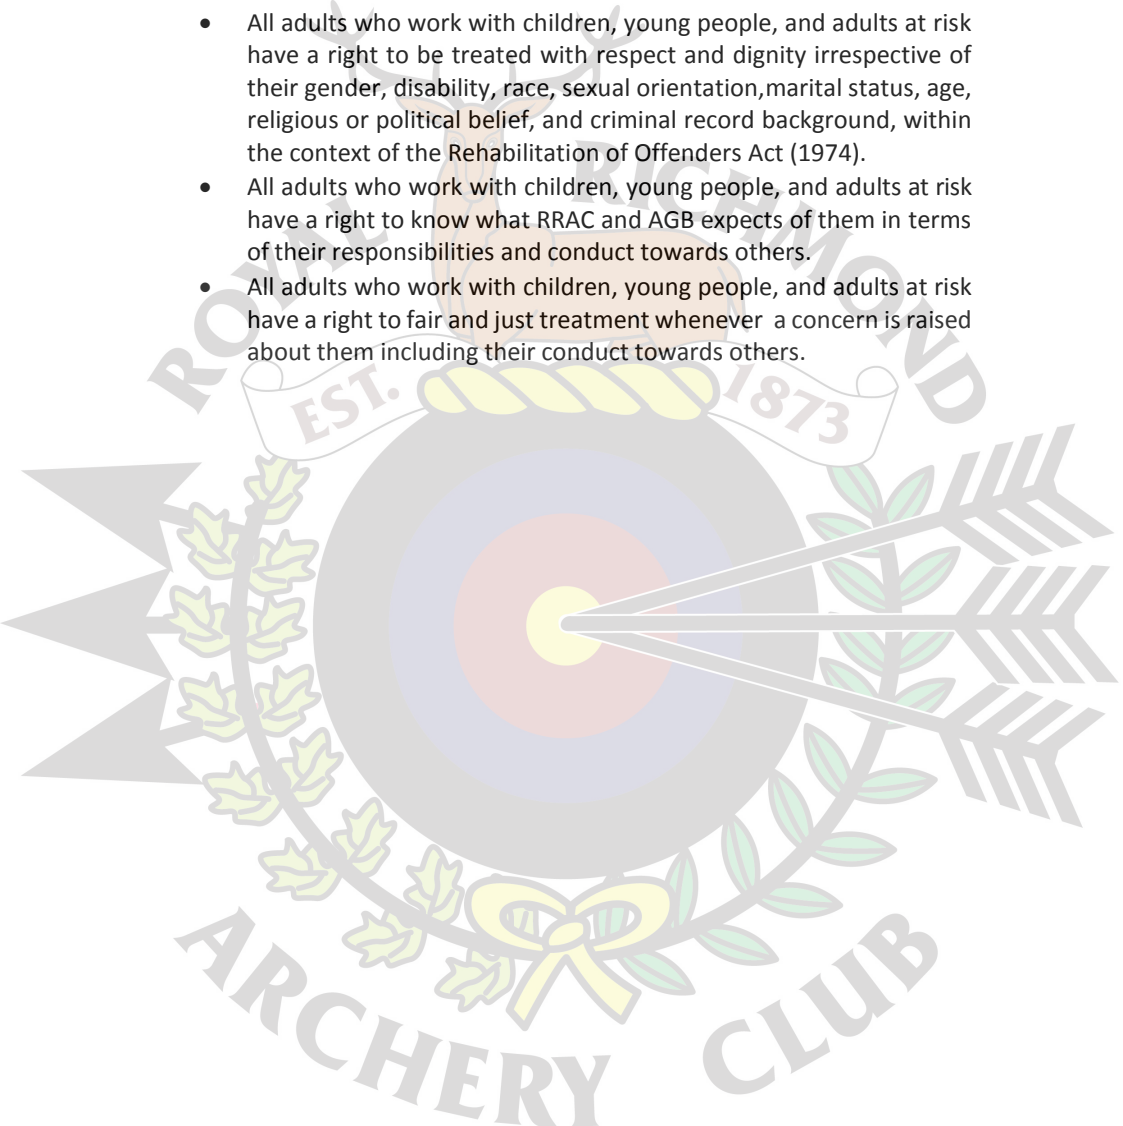 • All adults who work with children, young people, and adults at risk
have a right to be treated with respect and dignity irrespective of
their gender, disability, race, sexual orientation,marital status, age,
religious or political belief, and criminal record background, within
the context of the Rehabilitation of Offenders Act (1974).
• All adults who work with children, young people, and adults at risk
have a right to know what RRAC and AGB expects of them in terms
of their responsibilities and conduct towards others.
• All adults who work with children, young people, and adults at risk
have a right to fair and just treatment whenever a concern is raised
about them including their conduct towards others.
ROYAL RICHMOND
EST. 1873
ARCHERY CLUB